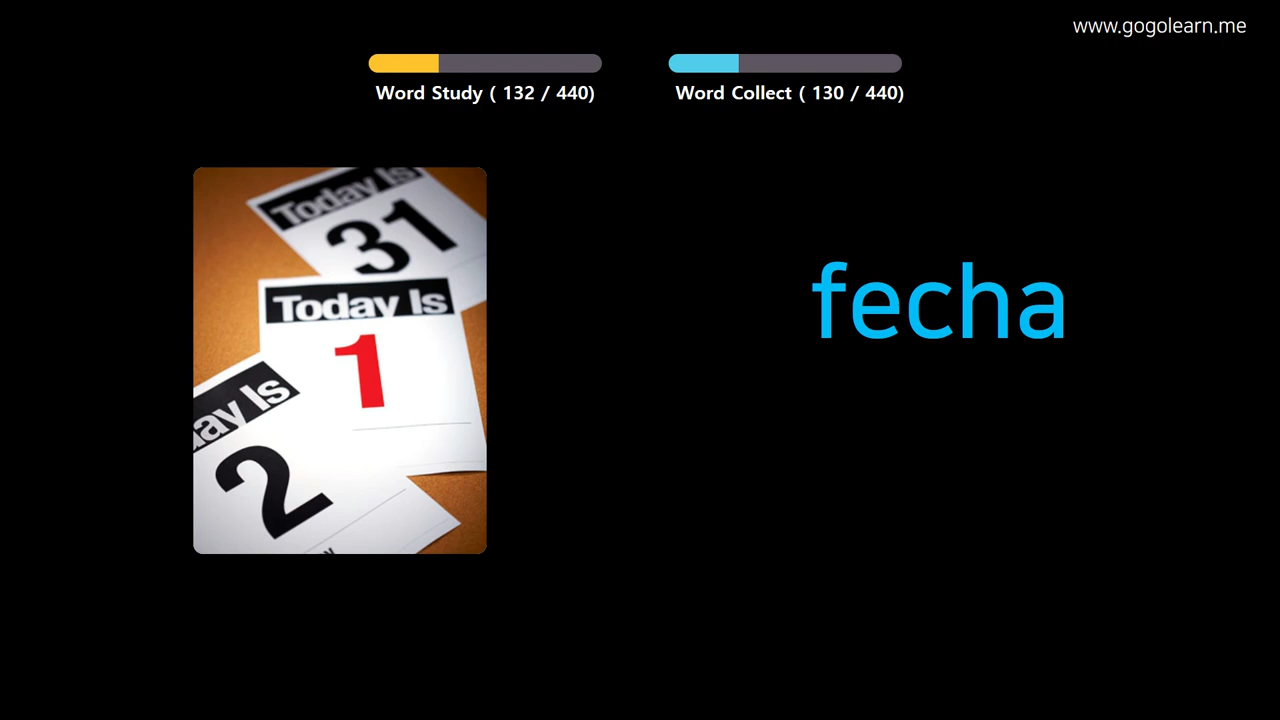 www.gogolearn.me
Word Study ( 132 / 440)
Word Collect ( 130 / 440)
Today Is
31
Today Is
1
ay Is
2
fecha